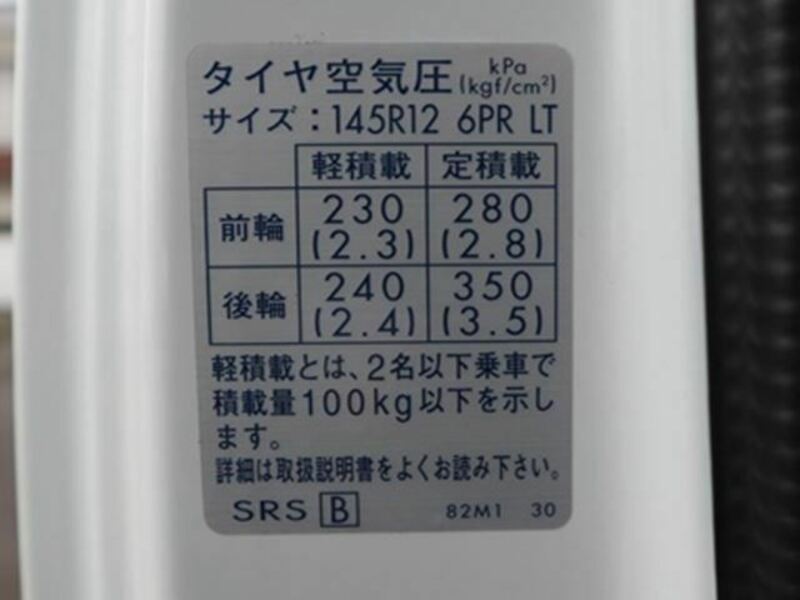 タイヤ空気圧 kPa (kgf/cm²)
サイズ：145R12 6PR LT
軽積載 定積載
前輪 230 (2.3) 280 (2.8)
後輪 240 (2.4) 350 (3.5)
軽積載とは、2名以下乗車で
積載量100kg以下を示し
ます。
詳細は取扱説明書をよくお読み下さい。
SRS B 82M1 30